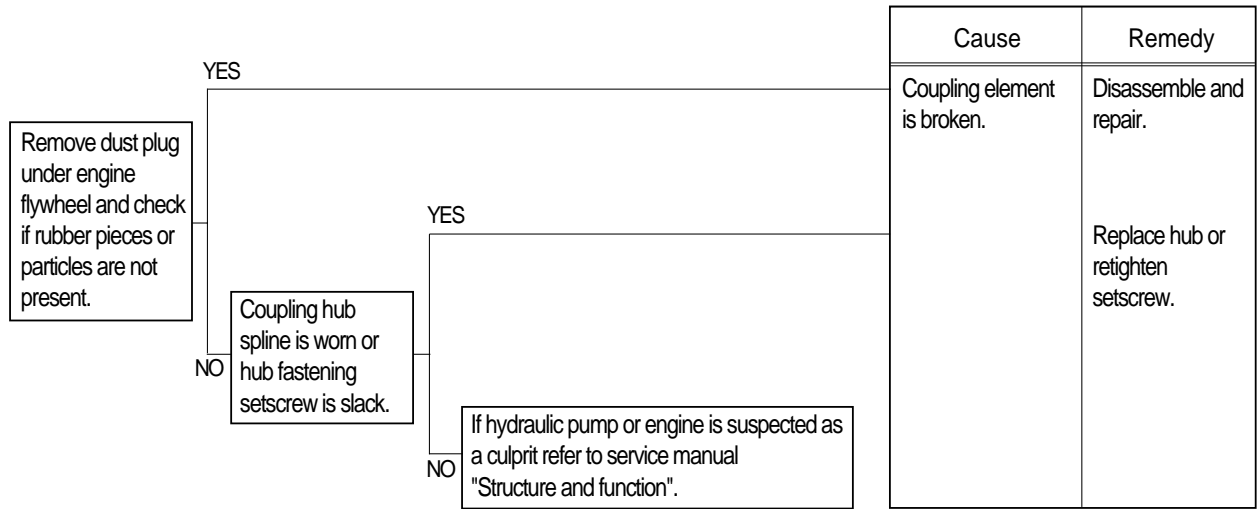 Cause
Remedy
YES
Coupling element
is broken.
Disassemble and
repair.
Remove dust plug
under engine
flywheel and check
if rubber pieces or
particles are not
present.
YES
Replace hub or
retighten
setscrew.
NO
Coupling hub
spline is worn or
hub fastening
setscrew is slack.
NO
If hydraulic pump or engine is suspected as
a culprit refer to service manual
"Structure and function".